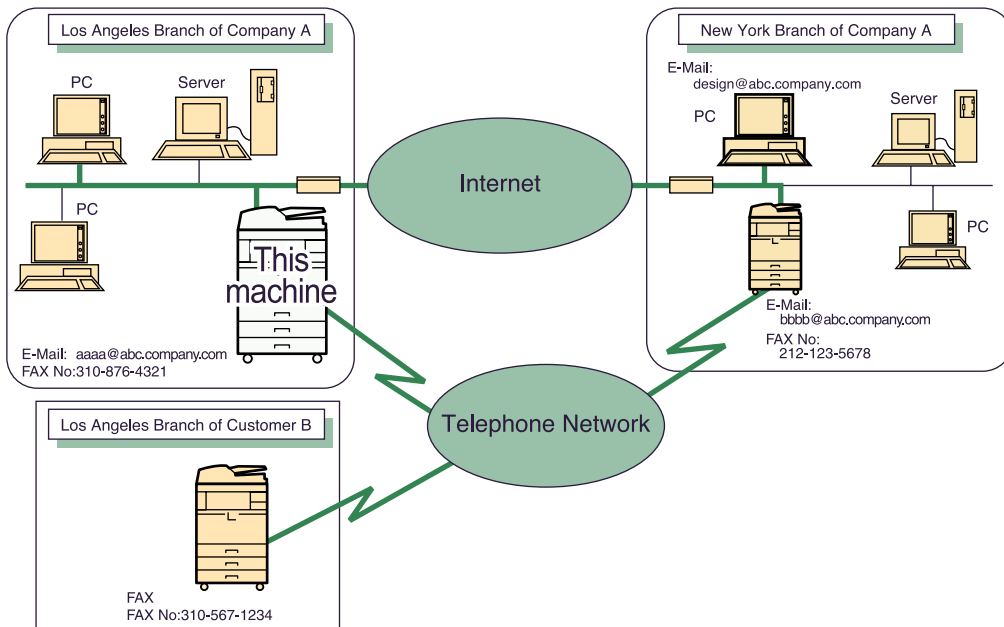 Los Angeles Branch of Company A
PC
Server
PC
This
machine
E-Mail: aaaa@abc.company.com
FAX No:310-876-4321
Internet
New York Branch of Company A
E-Mail:
design@abc.company.com
PC
Server
PC
E-Mail:
bbbb@abc.company.com
FAX No:
212-123-5678
Telephone Network
Los Angeles Branch of Customer B
FAX
FAX No:310-567-1234